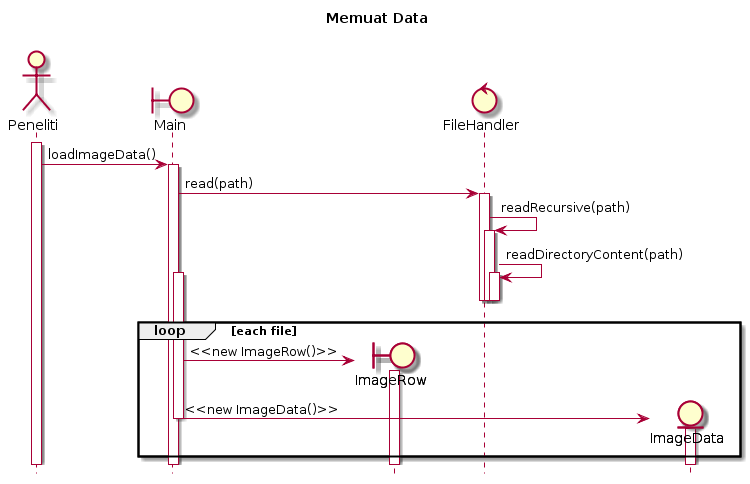 Memuat Data
Peneliti
Main
FileHandler
loadImageData()
read(path)
readRecursive(path)
readDirectoryContent(path)
loop
[each file]
<<new ImageRow()>>
ImageRow
<<new ImageData()>>
ImageData